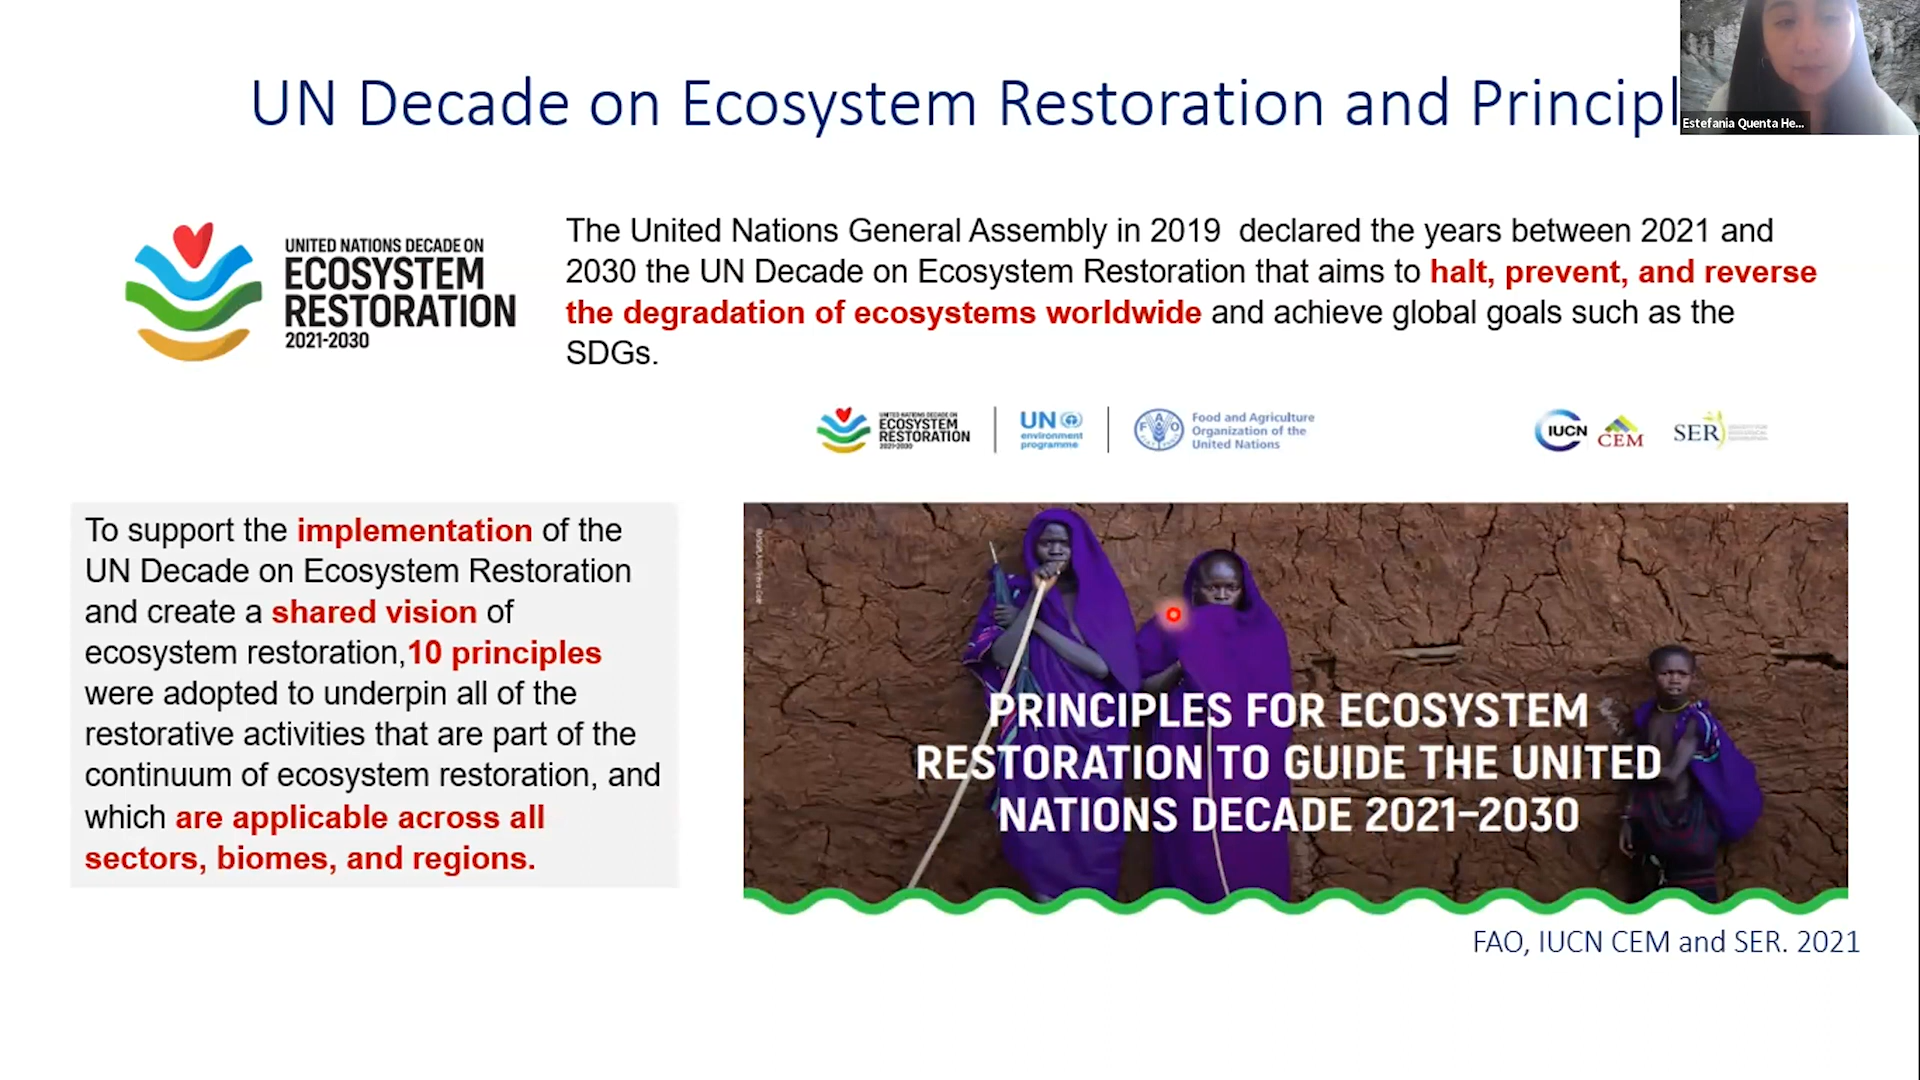 UN Decade on Ecosystem Restoration and Principl
Estefania Quenta He...
UNITED NATIONS DECADE ON
ECOSYSTEM
RESTORATION
2021-2030
The United Nations General Assembly in 2019 declared the years between 2021 and
2030 the UN Decade on Ecosystem Restoration that aims to halt, prevent, and reverse
the degradation of ecosystems worldwide and achieve global goals such as the
SDGs.
UNITED NATIONS DECADE ON
ECOSYSTEM
RESTORATION
2021-2030
UN
environment
programme
FAO
Food and Agriculture
Organization of the
United Nations
IUCN
CEM
SER
To support the implementation of the
UN Decade on Ecosystem Restoration
and create a shared vision of
ecosystem restoration,10 principles
were adopted to underpin all of the
restorative activities that are part of the
continuum of ecosystem restoration, and
which are applicable across all
sectors, biomes, and regions.
PRINCIPLES FOR ECOSYSTEM
RESTORATION TO GUIDE THE UNITED
NATIONS DECADE 2021–2030
FAO, IUCN CEM and SER. 2021